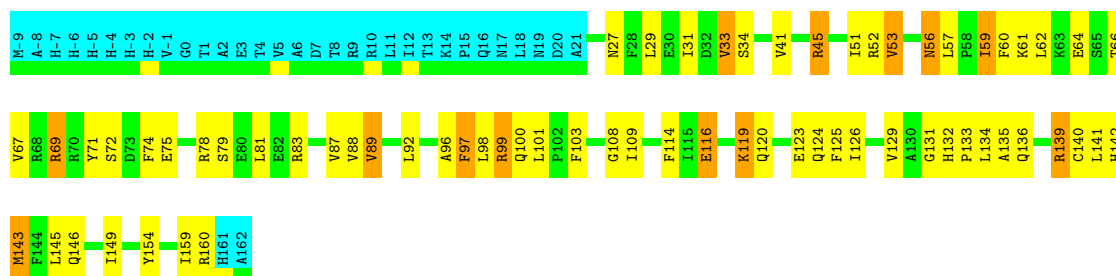 M-9 A-8 H-7 H-6 H-5 H-4 H-3 H-2 V-1 G0 T1 A2 E3 T4 V5 A6 D7 T8 R9 R10 L11 I12 T13 K14 P15 Q16 N17 L18 N19 D20 A21 N27 F28 L29 E30 I31 D32 V33 S34 V41 R45 I51 R52 V53 N56 L57 P58 I59 F60 K61 L62 K63 E64 S65 T66
V67 R68 R69 R70 Y71 S72 D73 F74 E75 R78 S79 E80 L81 E82 R83 V87 V88 V89 L92 A96 F97 L98 R99 Q100 L101 P102 F103 G108 I109 F114 I115 E116 K119 Q120 E123 Q124 F125 I126 V129 A130 G131 H132 P133 L134 A135 Q136 R139 C140 L141 H142
M143 F144 L145 Q146 I149 Y154 I159 R160 H161 A162